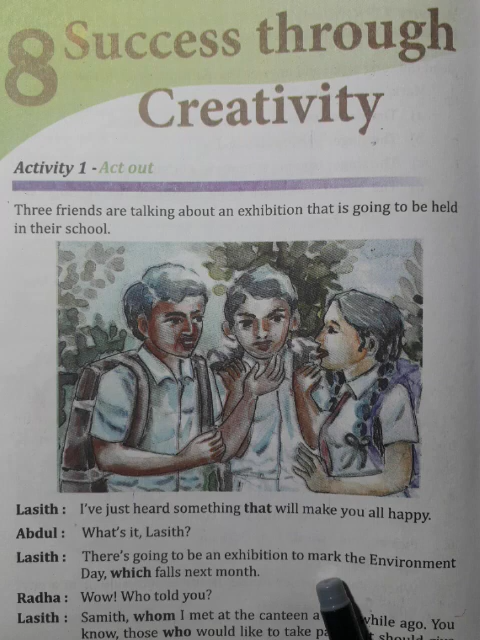 8 Success through
Creativity
Activity 1 - Act out
Three friends are talking about an exhibition that is going to be held
in their school.
Lasith : I've just heard something that will make you all happy.
Abdul : What's it, Lasith?
Lasith : There's going to be an exhibition to mark the Environment
Day, which falls next month.
Radha : Wow! Who told you?
Lasith : Samith, whom I met at the canteen a while ago. You
know, those who would like to take